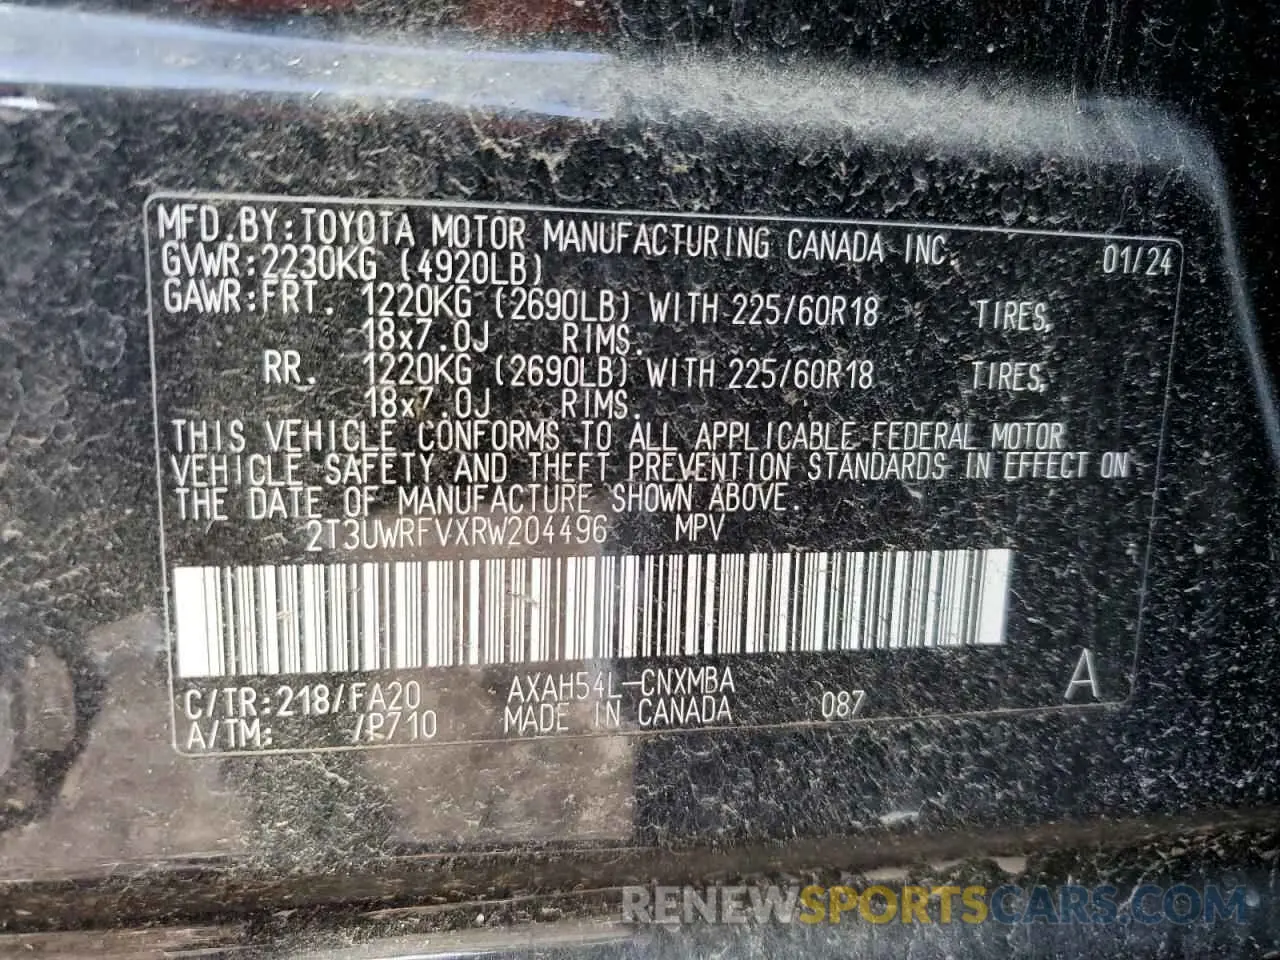 MFD. BY: TOYOTA MOTOR MANUFACTURING CANADA INC. 01/24
GVWR: 2230KG (4920LB)
GAWR: FRT. 1220KG (2690LB) WITH 225/60R18 TIRES,
18x7.0J RIMS.
RR. 1220KG (2690LB) WITH 225/60R18 TIRES,
18x7.0J RIMS.
THIS VEHICLE CONFORMS TO ALL APPLICABLE FEDERAL MOTOR
VEHICLE SAFETY AND THEFT PREVENTION STANDARDS IN EFFECT ON
THE DATE OF MANUFACTURE SHOWN ABOVE.
2T3UWRFVXRW204496 MPV
C/TR: 218/FA20 AXAH54L-CNXMBA A
A/TM: /P710 MADE IN CANADA 087
RENEWSPORTSCARS.COM